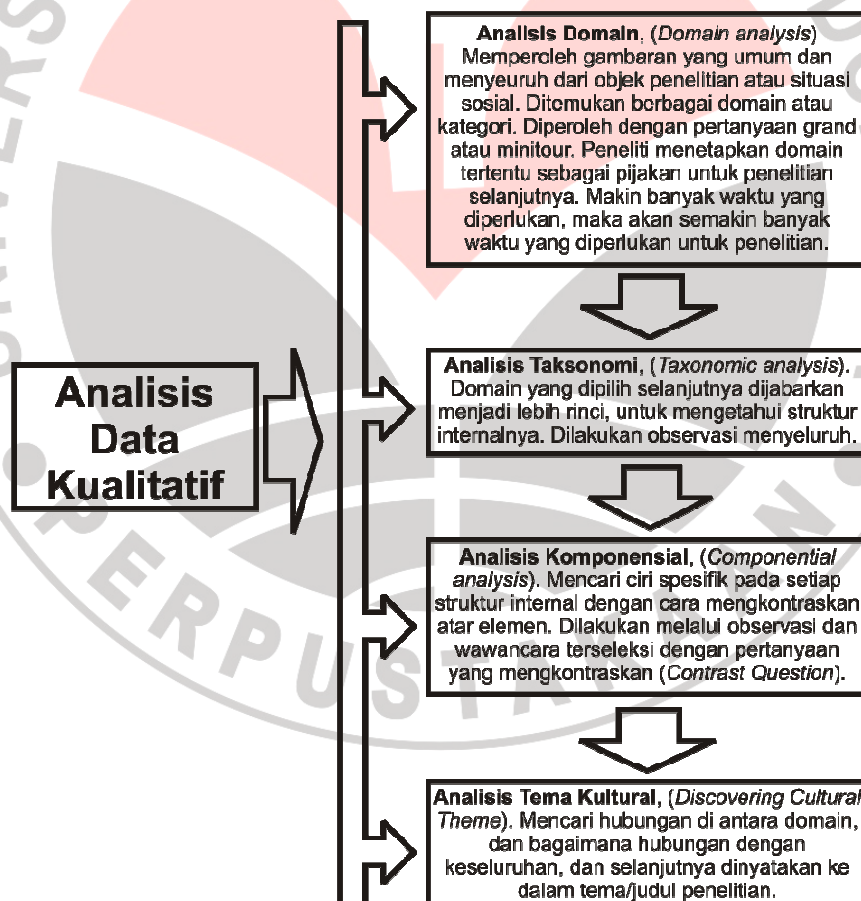 Analisis Domain, (Domain analysis)
Memperoleh gambaran yang umum dan
menyeuruh dari objek penelitian atau situasi
sosial. Ditemukan berbagai domain atau
kategori. Diperoleh dengan pertanyaan grand
atau minitour. Peneliti menetapkan domain
tertentu sebagai pijakan untuk penelitian
selanjutnya. Makin banyak waktu yang
diperlukan, maka akan semakin banyak
waktu yang diperlukan untuk penelitian.
Analisis
Data
Kualitatif
Analisis Taksonomi, (Taxonomic analysis).
Domain yang dipilih selanjutnya dijabarkan
menjadi lebih rinci, untuk mengetahui struktur
internalnya. Dilakukan observasi menyeluruh.
Analisis Komponensial, (Componential
analysis). Mencari ciri spesifik pada setiap
struktur internal dengan cara mengkontraskan
atar elemen. Dilakukan melalui observasi dan
wawancara terseleksi dengan pertanyaan
yang mengkontraskan (Contrast Question).
Analisis Tema Kultural, (Discovering Cultural
Theme). Mencari hubungan di antara domain,
dan bagaimana hubungan dengan
keseluruhan, dan selanjutnya dinyatakan ke
dalam tema/judul penelitian.
PERPUSTAKAAN